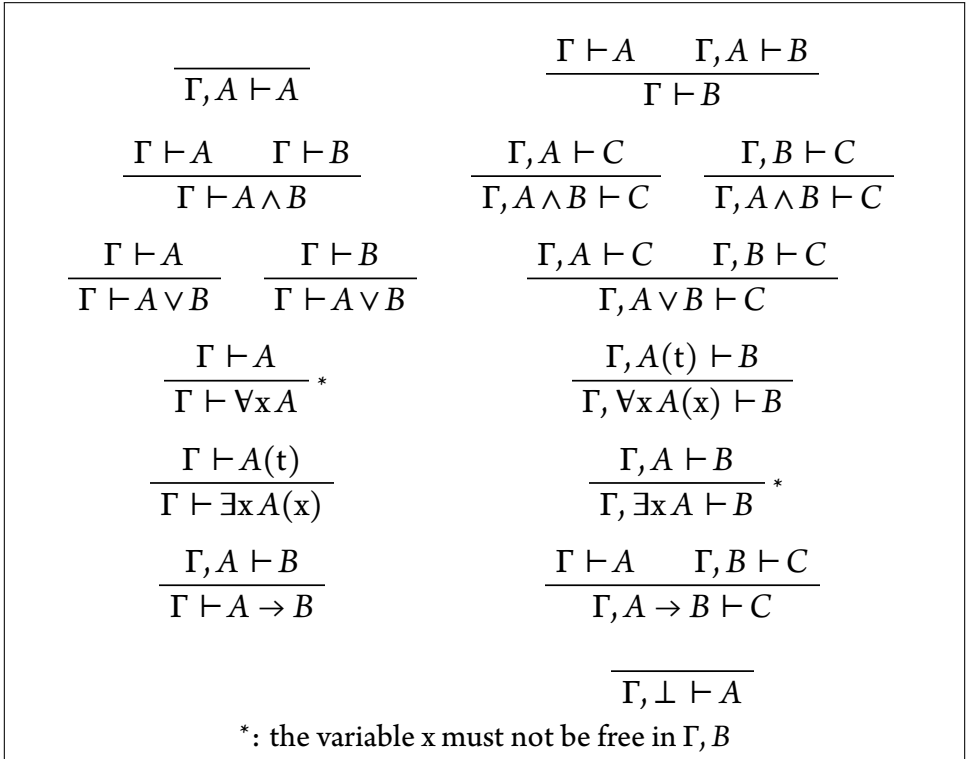 Γ ⊢ A Γ, A ⊢ B
Γ, A ⊢ A Γ ⊢ B
Γ ⊢ A Γ ⊢ B Γ, A ⊢ C Γ, B ⊢ C
Γ ⊢ A ∧ B Γ, A ∧ B ⊢ C Γ, A ∧ B ⊢ C
Γ ⊢ A Γ ⊢ B Γ, A ⊢ C Γ, B ⊢ C
Γ ⊢ A ∨ B Γ ⊢ A ∨ B Γ, A ∨ B ⊢ C
Γ ⊢ A * Γ, A(t) ⊢ B
Γ ⊢ ∀x A Γ, ∀x A(x) ⊢ B
Γ ⊢ A(t) Γ, A ⊢ B *
Γ ⊢ ∃x A(x) Γ, ∃x A ⊢ B
Γ, A ⊢ B Γ ⊢ A Γ, B ⊢ C
Γ ⊢ A → B Γ, A → B ⊢ C
Γ, ⊥ ⊢ A
*: the variable x must not be free in Γ, B